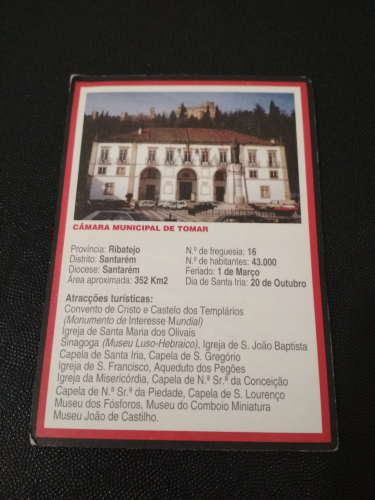 CÂMARA MUNICIPAL DE TOMAR
Província: Ribatejo
Distrito: Santarém
Diocese: Santarém
Area aproximada: 352 Km2
N.º de freguesia: 16
N.º de habitantes: 43.000
Feriado: 1 de Março
Dia de Santa Iria: 20 de Outubro
Atracções turísticas:
Convento de Cristo e Castelo dos Templários
(Monumento de Interesse Mundial)
Igreja de Santa Maria dos Olivais
Sinagoga (Museu Luso-Hebraico), Igreja de S. João Baptista
Capela de Santa Iria, Capela de S. Gregório
Igreja de S. Francisco, Aqueduto dos Pegões
Igreja da Misericórdia, Capela de N.ª Sr.ª da Conceição
Capela de N.ª Sr.ª da Piedade, Capela de S. Lourenço
Museu dos Fósforos, Museu do Comboio Miniatura
Museu João de Castilho.